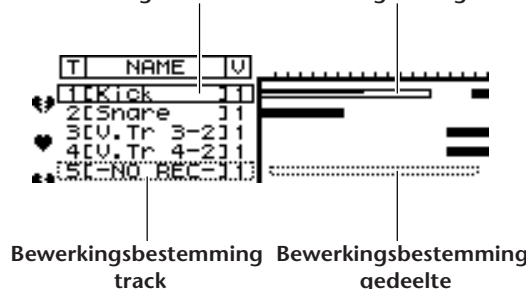 T NAME V
1[Kick ]1
2[Snare ]1
3[V.Tr 3-2]1
4[V.Tr 4-2]1
5[-NO REC-]1
Bewerkingsbestemming Bewerkingsbestemming
track gedeelte